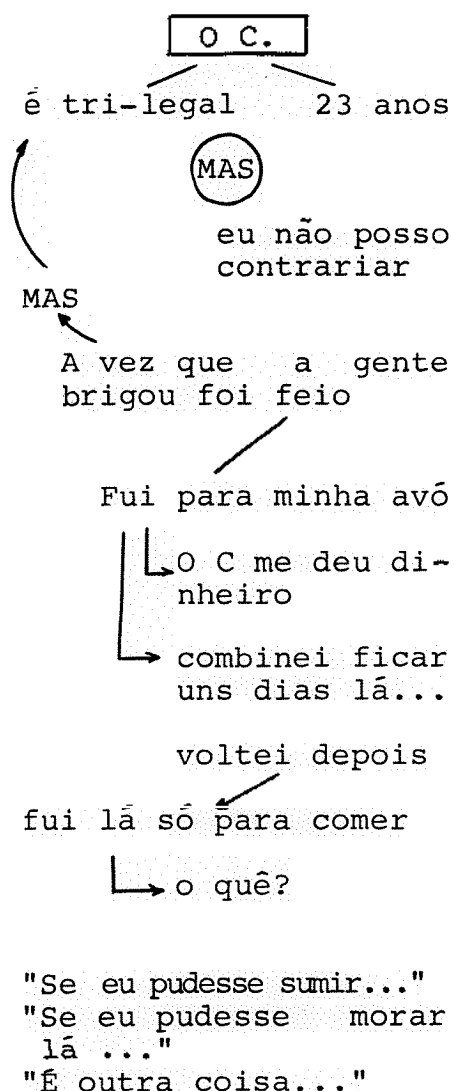 O C.
é tri-legal 23 anos
MAS
eu não posso
contrariar
MAS
A vez que a gente
brigou foi feio
Fui para minha avó
O C me deu di-
nheiro
combinei ficar
uns dias lá...
voltei depois
fui lá só para comer
o quê?
"Se eu pudesse sumir..."
"Se eu pudesse morar
lá ..."
"É outra coisa..."